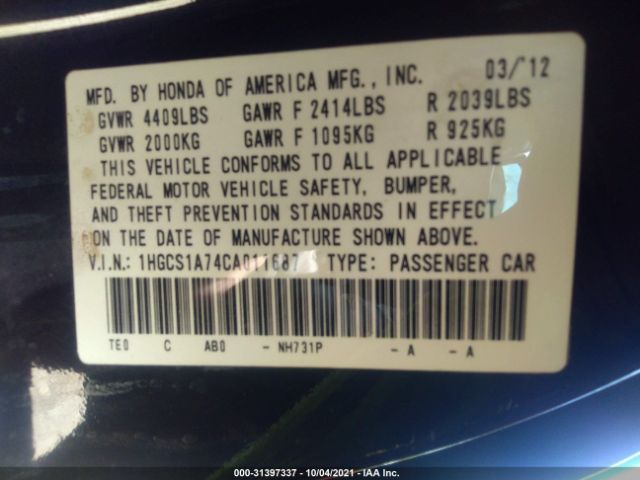 MFD. BY HONDA OF AMERICA MFG., INC. 03/'12
GVWR 4409LBS GAWR F 2414LBS R 2039LBS
GVWR 2000KG GAWR F 1095KG R 925KG
THIS VEHICLE CONFORMS TO ALL APPLICABLE
FEDERAL MOTOR VEHICLE SAFETY, BUMPER,
AND THEFT PREVENTION STANDARDS IN EFFECT
ON THE DATE OF MANUFACTURE SHOWN ABOVE.
V.I.N.: 1HGCS1A74CA011687 TYPE: PASSENGER CAR
TE0 C AB0 - NH731P - A - A
000-31397337 - 10/04/2021 - IAA Inc.